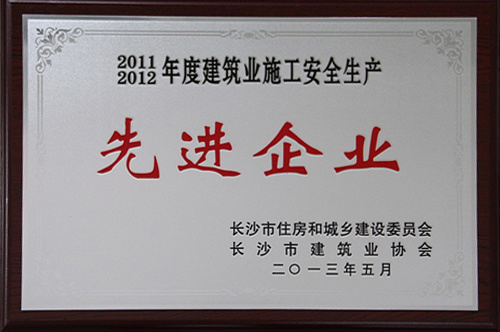 2011
2012年度建筑业施工安全生产
先进企业
长沙市住房和城乡建设委员会
长沙市建筑业协会
二〇一三年五月